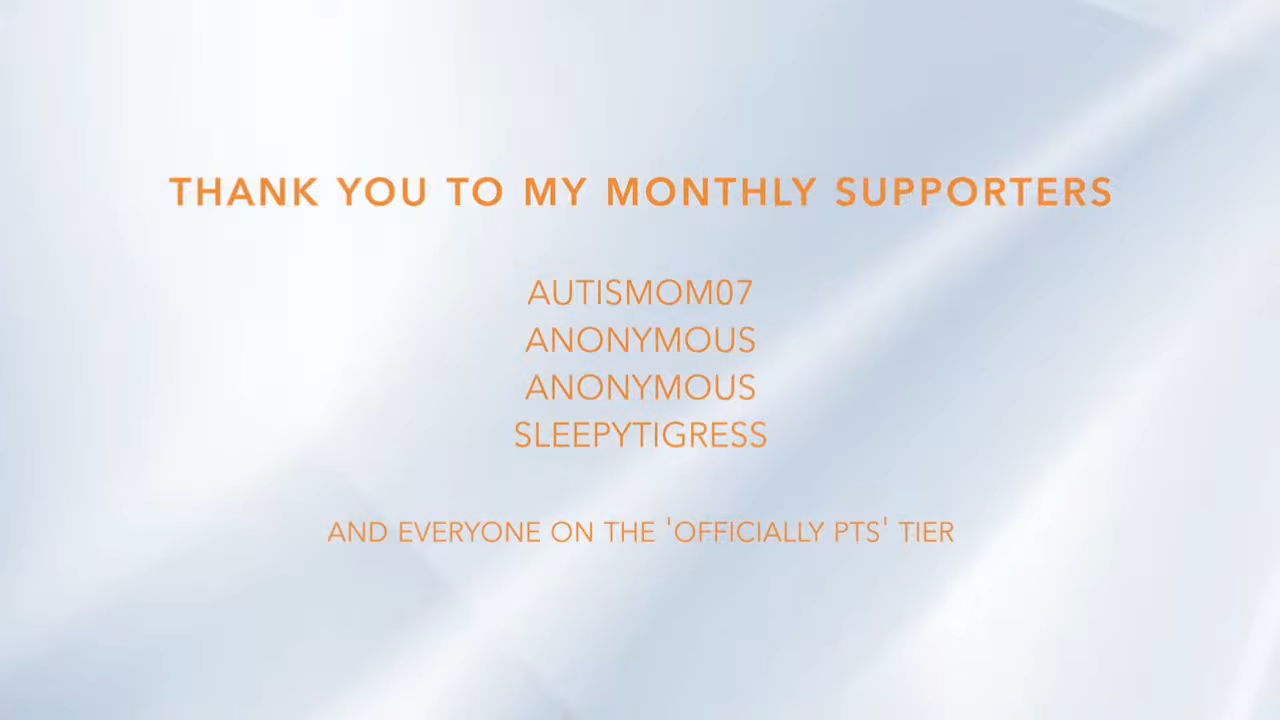 THANK YOU TO MY MONTHLY SUPPORTERS
AUTISMOM07
ANONYMOUS
ANONYMOUS
SLEEPYTIGRESS
AND EVERYONE ON THE 'OFFICIALLY PTS' TIER